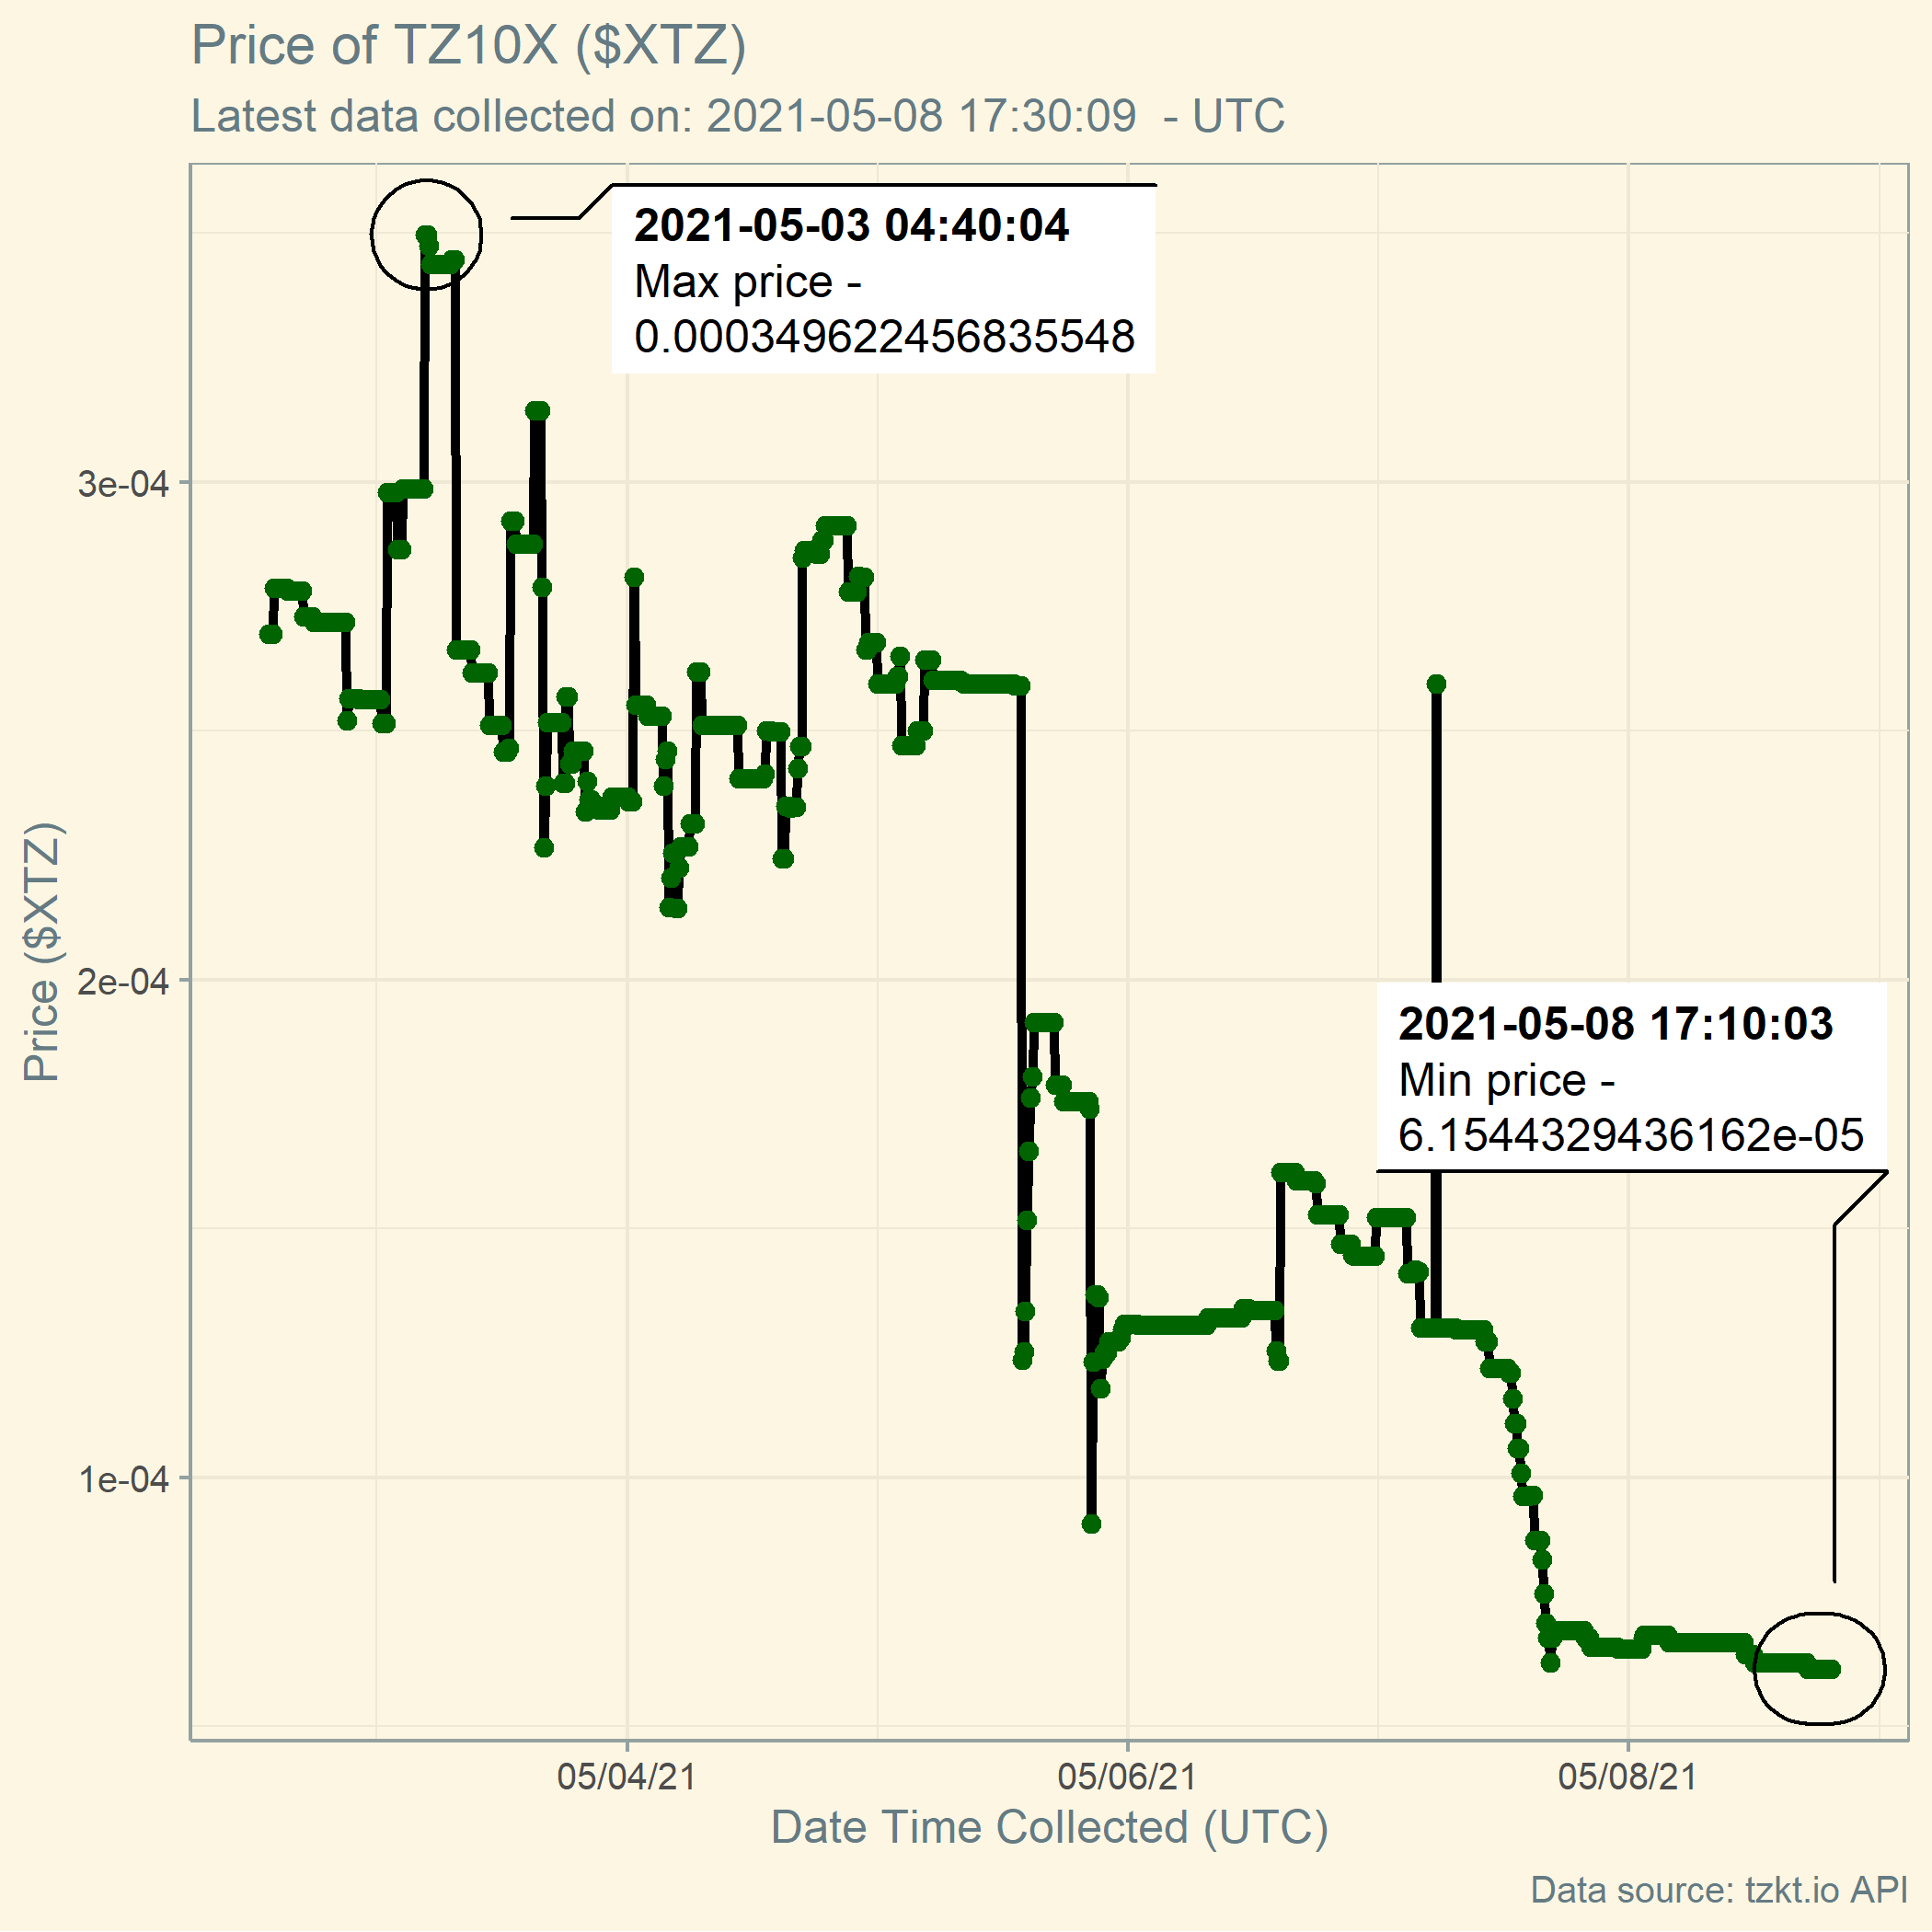 Price of TZ10X ($XTZ)
Latest data collected on: 2021-05-08 17:30:09  - UTC
2021-05-03 04:40:04
Max price -
0.000349622456835548
3e-04
2e-04
1e-04
Price ($XTZ)
2021-05-08 17:10:03
Min price -
6.1544329436162e-05
05/04/21
05/06/21
05/08/21
Date Time Collected (UTC)
Data source: tzkt.io API